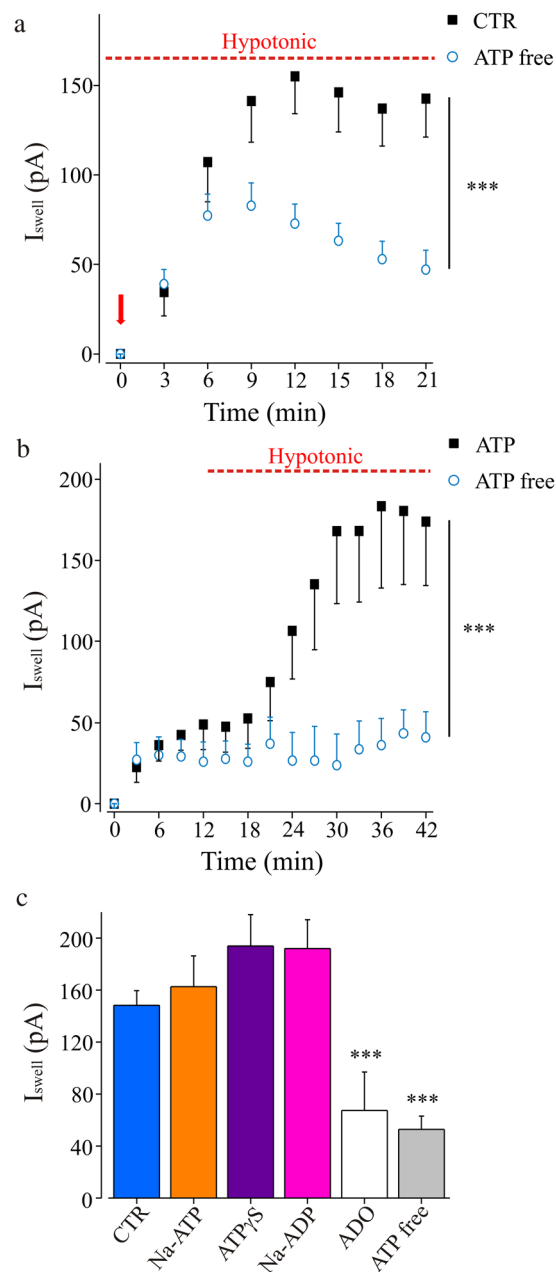 a
CTR
ATP free
Hypotonic
Iswell (pA)
150
100
50
0
***
0 3 6 9 12 15 18 21
Time (min)
b
ATP
ATP free
Hypotonic
Iswell (pA)
200
150
100
50
0
***
0 6 12 18 24 30 36 42
Time (min)
c
Iswell (pA)
200
160
120
80
40
0
*** ***
CTR Na-ATP ATPγS Na-ADP ADO ATP free